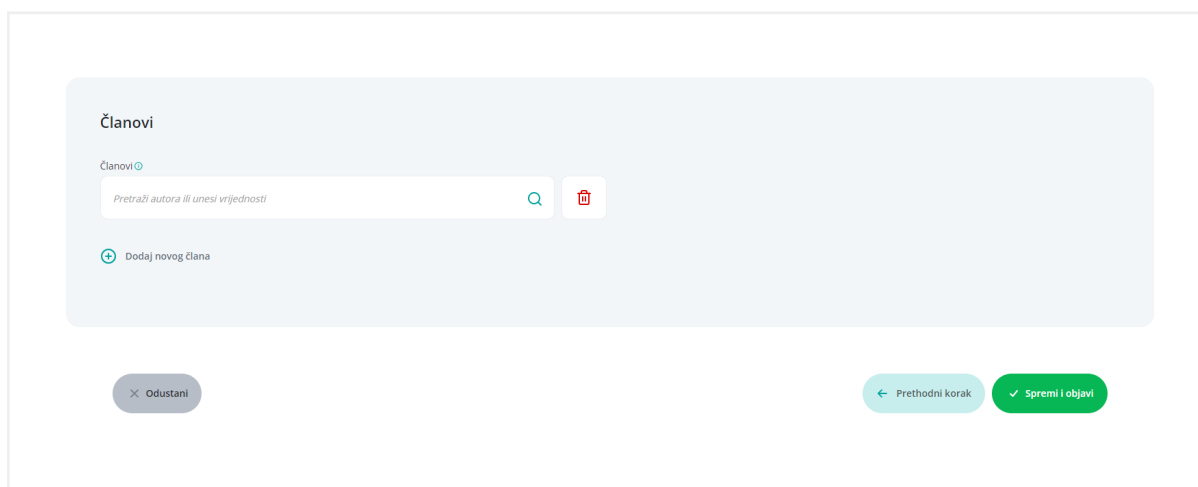 Članovi
Članovi
Pretraži autora ili unesi vrijednosti
Dodaj novog člana
Odustani
Prethodni korak
Spremi i objavi